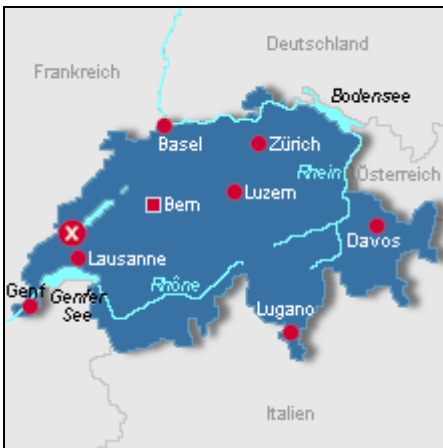 Deutschland
Frankreich
Bodensee
Basel
Zürich
Rhein
Österreich
Luzern
Bern
X
Davos
Lausanne
Rhône
Genf
Genfer
See
Lugano
Italien